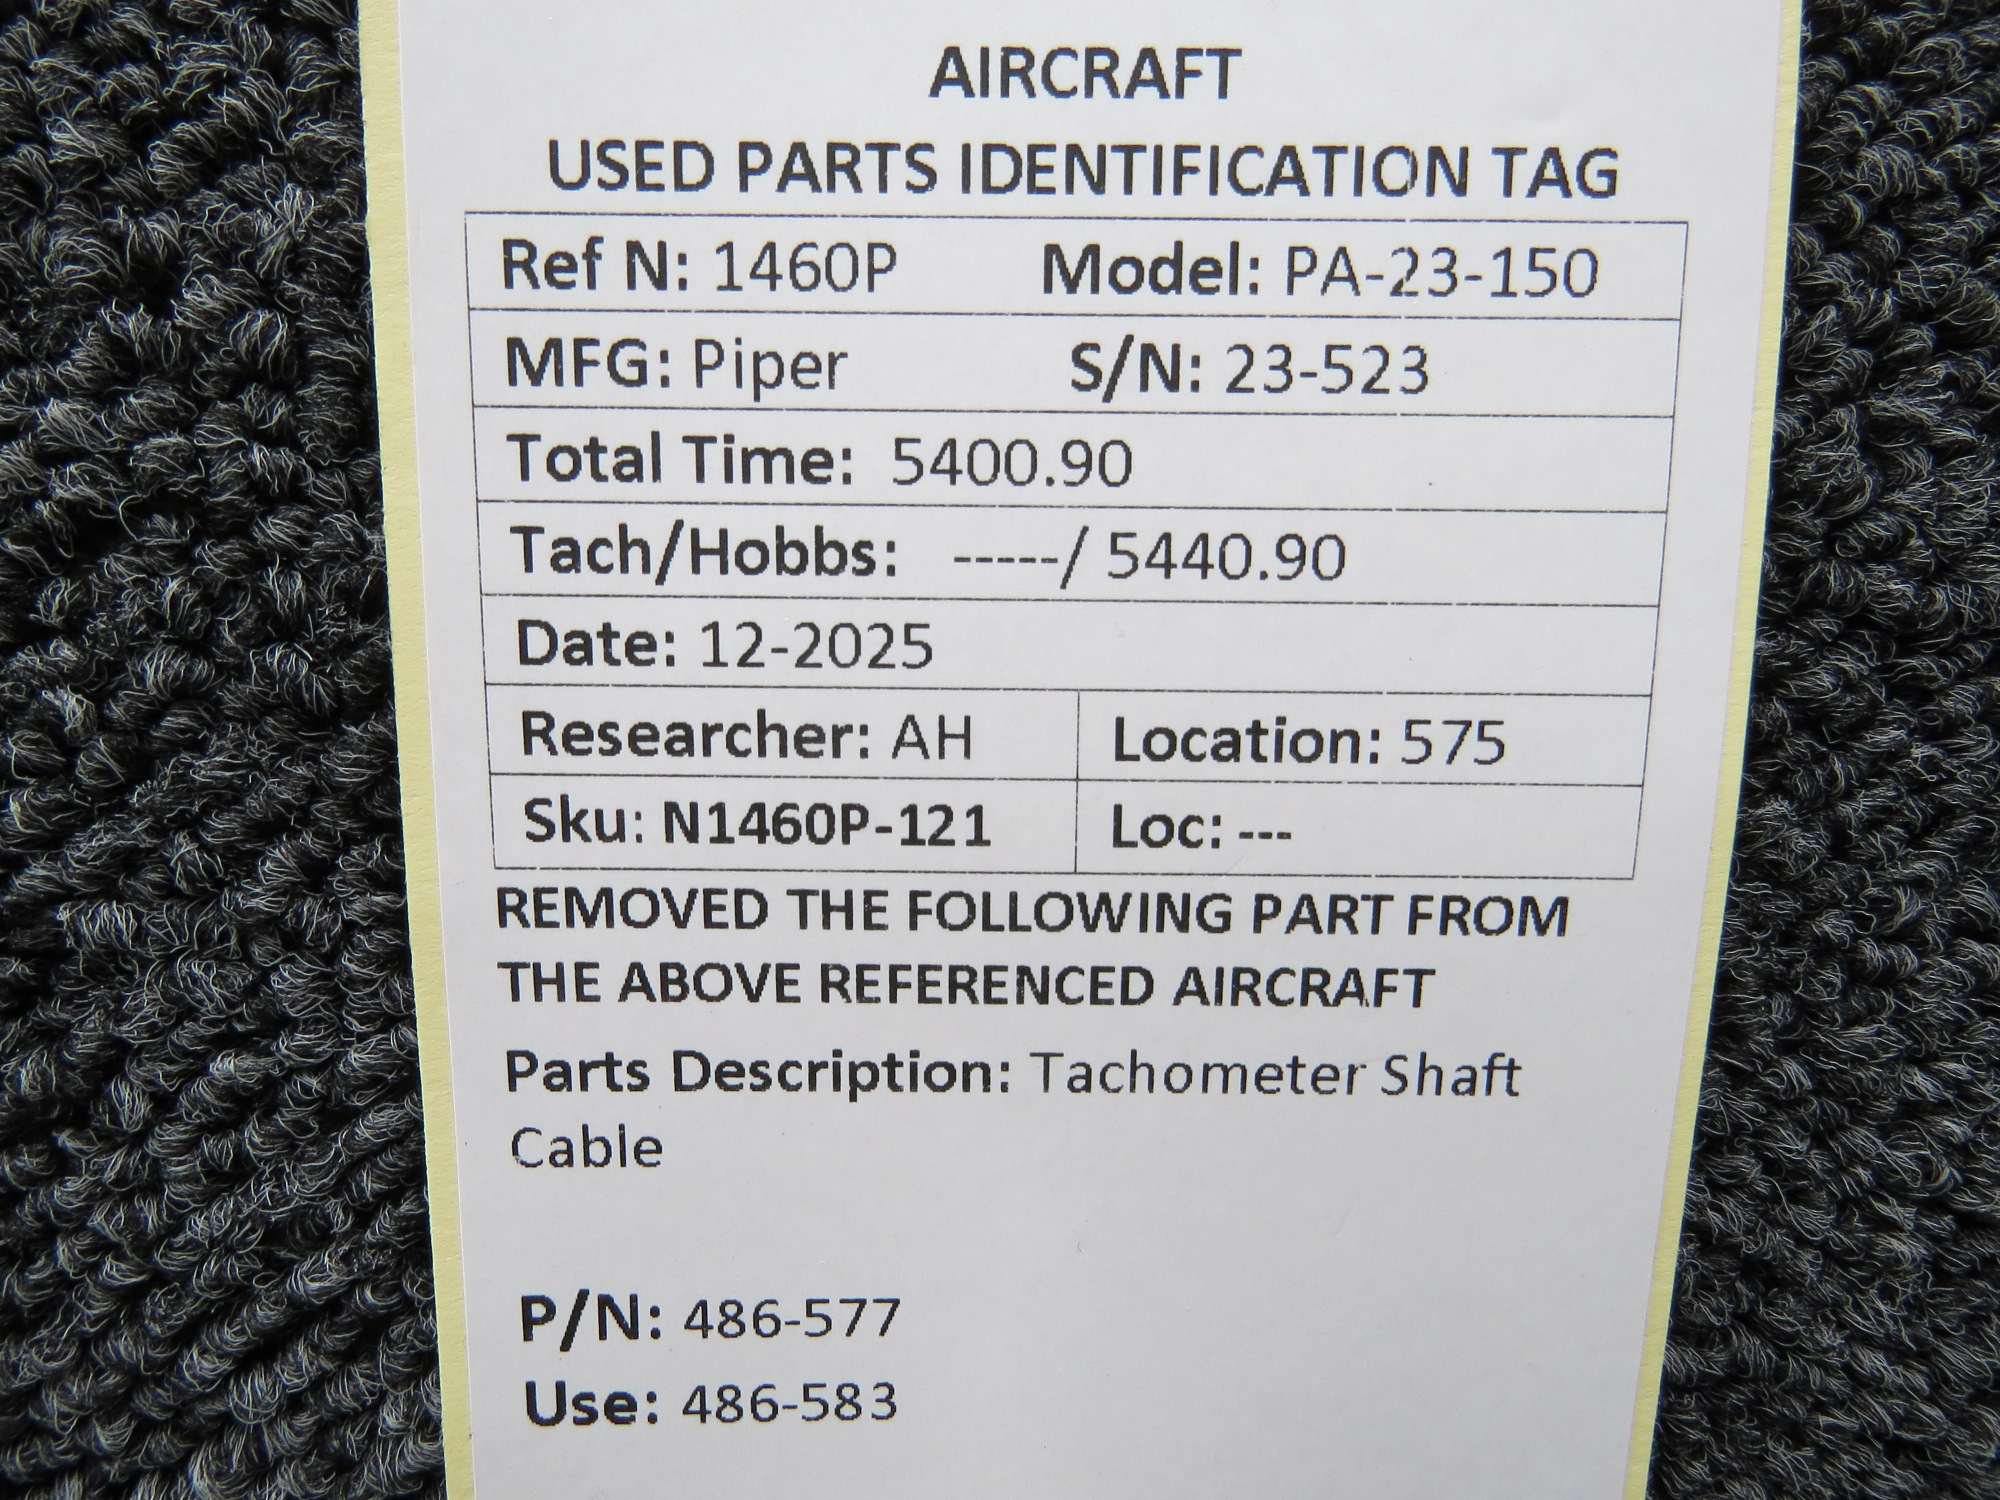 AIRCRAFT
USED PARTS IDENTIFICATION TAG
Ref N: 1460P Model: PA-23-150
MFG: Piper S/N: 23-523
Total Time: 5400.90
Tach/Hobbs: -----/ 5440.90
Date: 12-2025
Researcher: AH Location: 575
Sku: N1460P-121 Loc: ---
REMOVED THE FOLLOWING PART FROM
THE ABOVE REFERENCED AIRCRAFT
Parts Description: Tachometer Shaft
Cable
P/N: 486-577
Use: 486-583